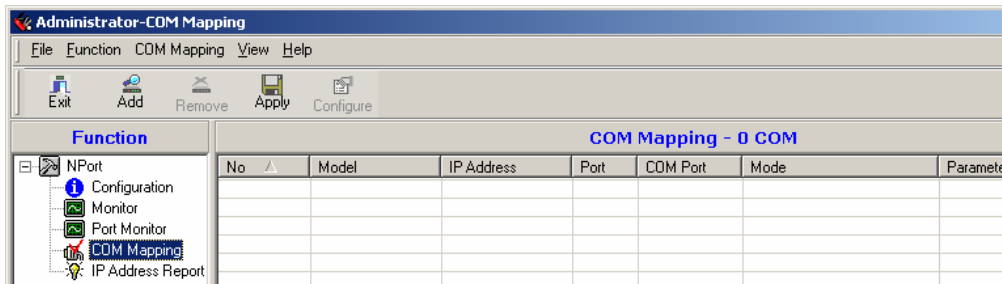 Administrator-COM Mapping
File Function COM Mapping View Help
Exit Add Remove Apply Configure
Function
COM Mapping - 0 COM
No Model IP Address Port COM Port Mode Paramete
NPort
Configuration
Monitor
Port Monitor
COM Mapping
IP Address Report